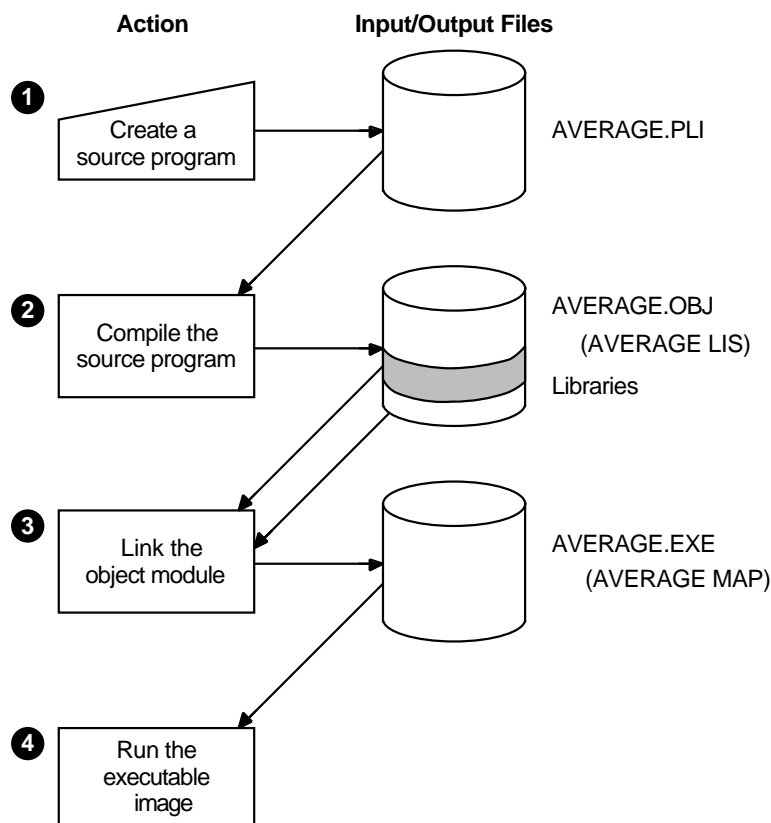 Action Input/Output Files
1
Create a
source program
AVERAGE.PLI
2
Compile the
source program
AVERAGE.OBJ
(AVERAGE LIS)
Libraries
3
Link the
object module
AVERAGE.EXE
(AVERAGE MAP)
4
Run the
executable
image